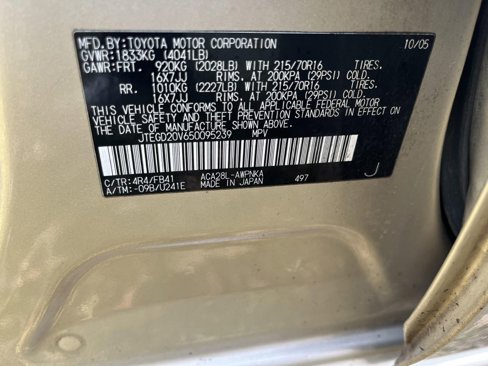 MFD.BY:TOYOTA MOTOR CORPORATION 10/05
GVWR:1833KG (4041LB)
GAWR:FRT. 920KG (2028LB) WITH 215/70R16 TIRES.
16X7JJ RIMS. AT 200KPA (29PSI) COLD.
RR. 1010KG (2227LB) WITH 215/70R16 TIRES.
16X7JJ RIMS. AT 200KPA (29PSI) COLD.
THIS VEHICLE CONFORMS TO ALL APPLICABLE FEDERAL MOTOR
VEHICLE SAFETY AND THEFT PREVENTION STANDARDS IN EFFECT
ON THE DATE OF MANUFACTURE SHOWN ABOVE.
JTEGD20V650095239 MPV
C/TR:4R4/FB41 ACA28L-AWPNKA J
A/TM:-09B/U241E MADE IN JAPAN 497